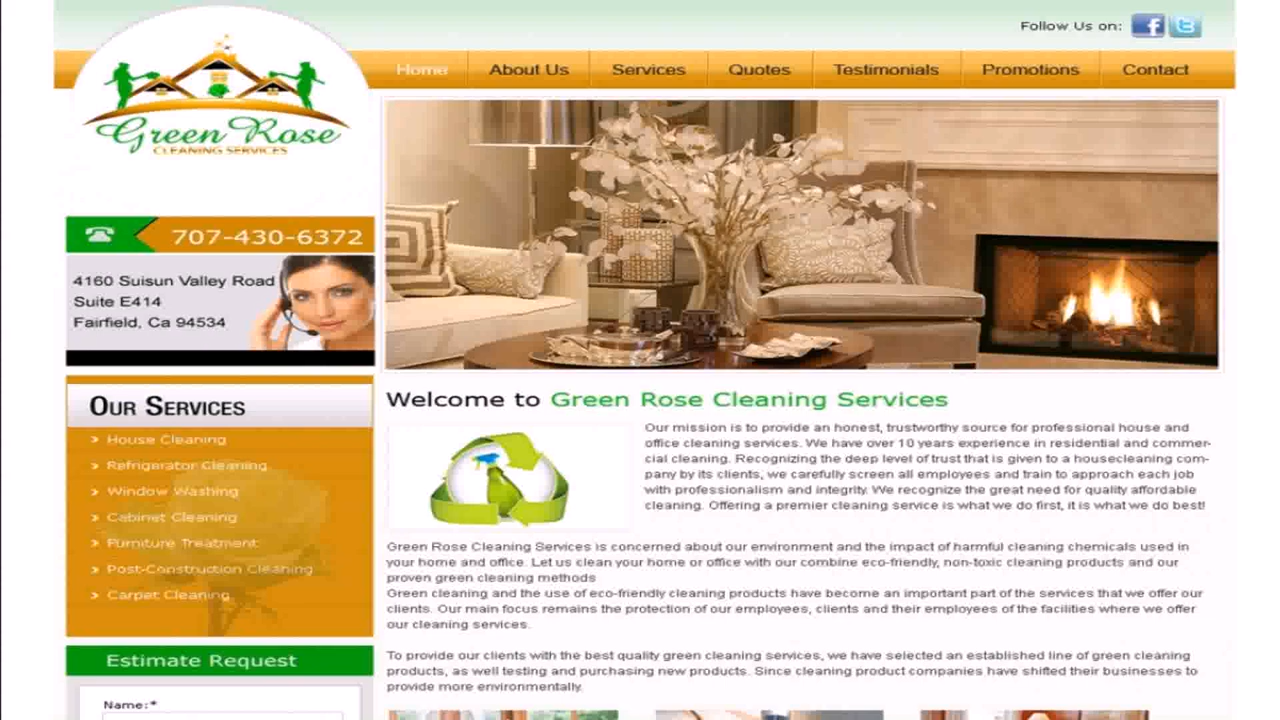 Follow Us on:
Home About Us Services Quotes Testimonials Promotions Contact
Green Rose
CLEANING SERVICES
707-430-6372
4160 Suisun Valley Road
Suite E414
Fairfield, Ca 94534
OUR SERVICES
> House Cleaning
> Refrigerator Cleaning
> Window Washing
> Cabinet Cleaning
> Furniture Treatment
> Post-Construction Cleaning
> Carpet Cleaning
Estimate Request
Name:*
Welcome to Green Rose Cleaning Services
Our mission is to provide an honest, trustworthy source for professional house and
office cleaning services. We have over 10 years experience in residential and commer-
cial cleaning. Recognizing the deep level of trust that is given to a housecleaning com-
pany by its clients, we carefully screen all employees and train to approach each job
with professionalism and integrity. We recognize the great need for quality affordable
cleaning. Offering a premier cleaning service is what we do first, it is what we do best!
Green Rose Cleaning Services is concerned about our environment and the impact of harmful cleaning chemicals used in
your home and office. Let us clean your home or office with our combine eco-friendly, non-toxic cleaning products and our
proven green cleaning methods
Green cleaning and the use of eco-friendly cleaning products have become an important part of the services that we offer our
clients. Our main focus remains the protection of our employees, clients and their employees of the facilities where we offer
our cleaning services.
To provide our clients with the best quality green cleaning services, we have selected an established line of green cleaning
products, as well testing and purchasing new products. Since cleaning product companies have shifted their businesses to
provide more environmentally.